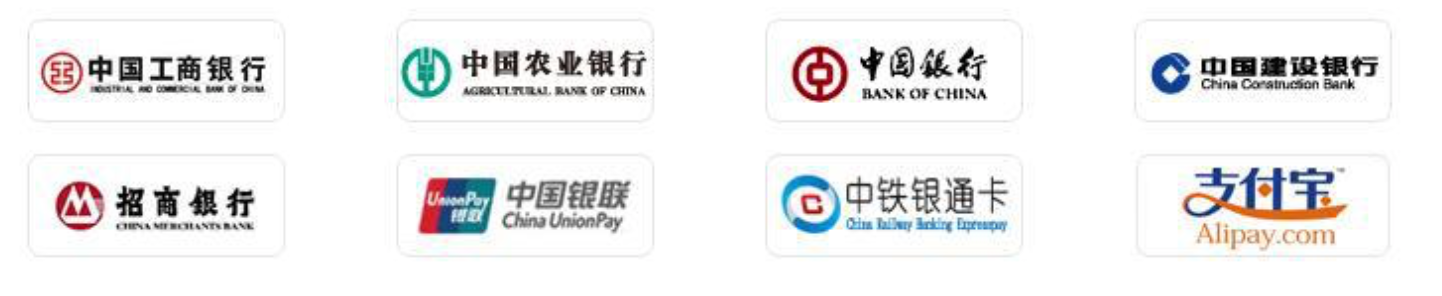 中国工商银行
INDUSTRIAL AND COMMERCIAL BANK OF CHINA
中国农业银行
AGRICULTURAL BANK OF CHINA
中国银行
BANK OF CHINA
中国建设银行
China Construction Bank
招商银行
CHINA MERCHANTS BANK
UnionPay
银联
中国银联
China UnionPay
中铁银通卡
China Railway Banking Expresspay
支付宝
Alipay.com